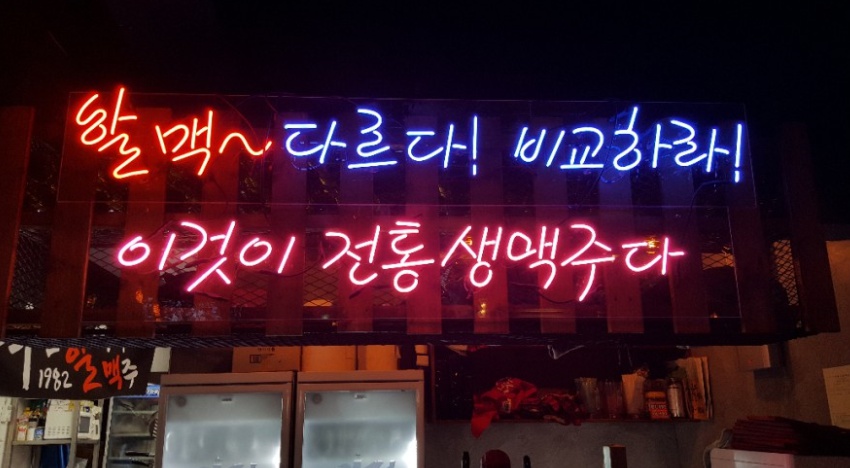 할맥~ 다르다! 비교하라!
이것이 전통 생맥주다
1982 맥주